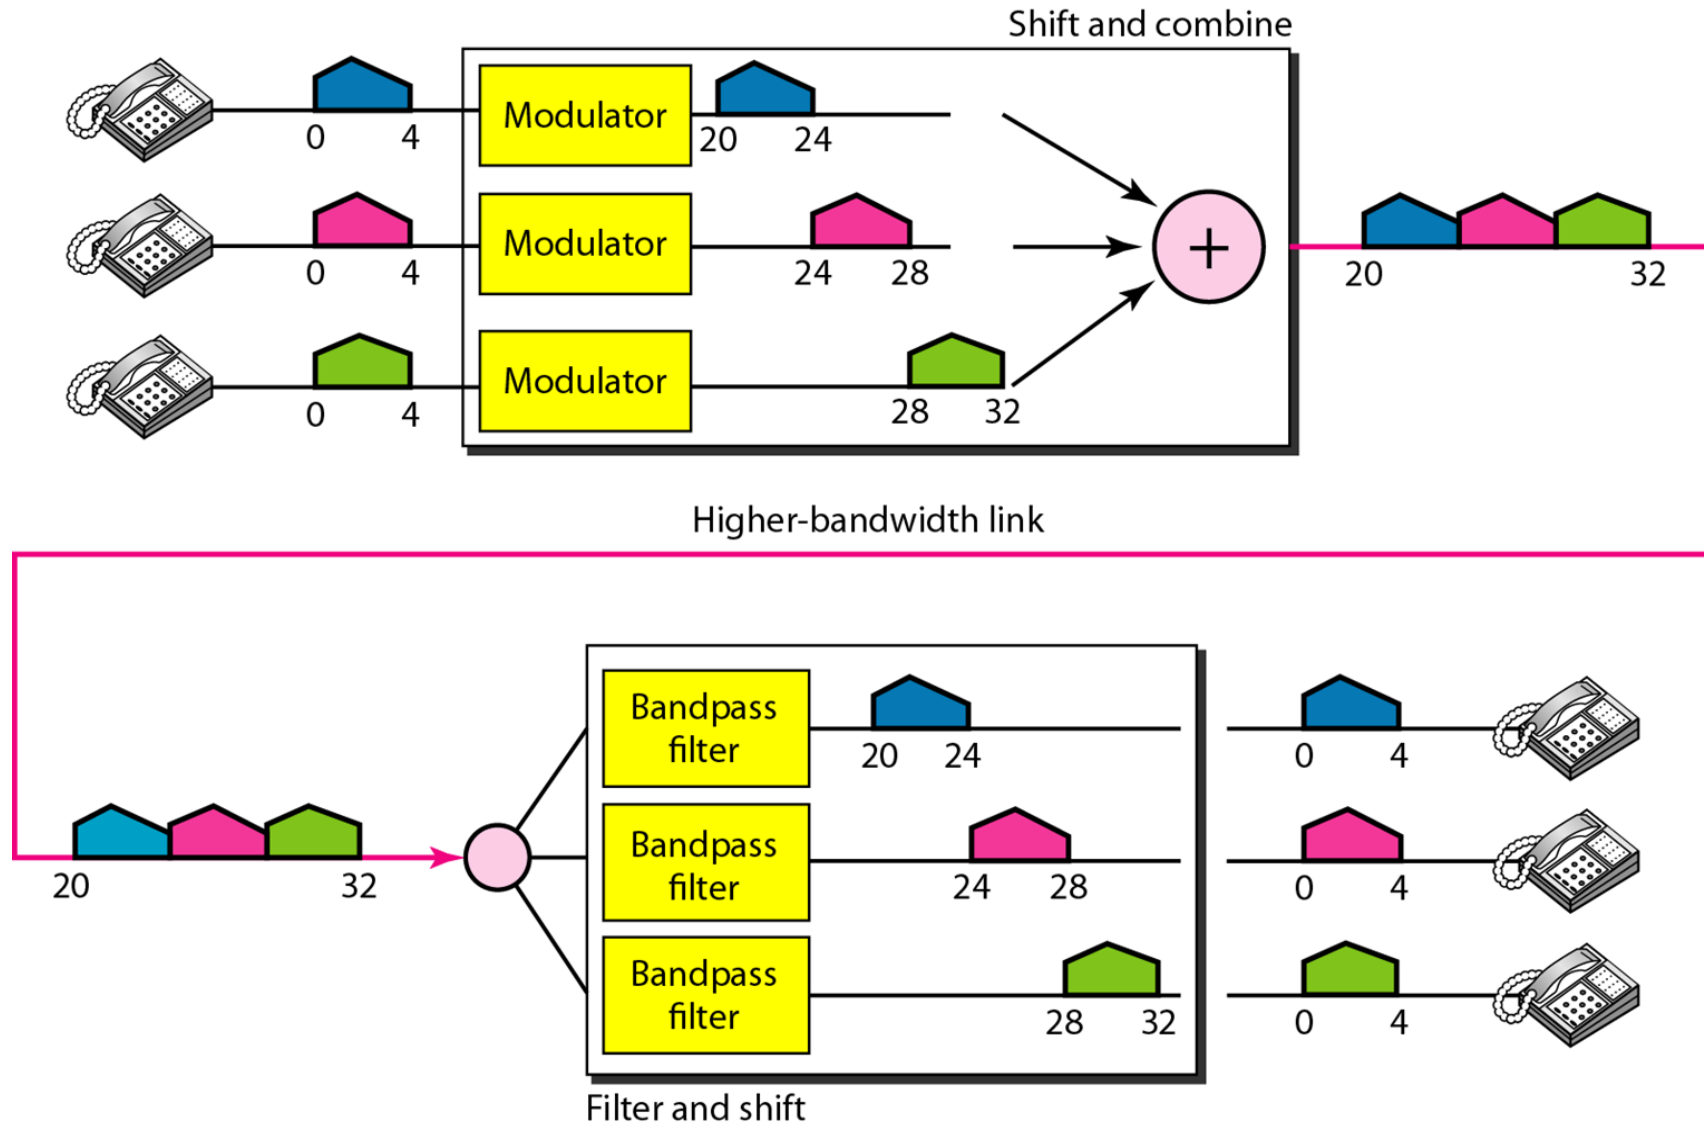 Shift and combine
Modulator
0 4
20 24
Modulator
0 4
24 28
+
20 32
Modulator
0 4
28 32
Higher-bandwidth link
Bandpass
filter
20 24
0 4
20 32
Bandpass
filter
24 28
0 4
Bandpass
filter
28 32
0 4
Filter and shift